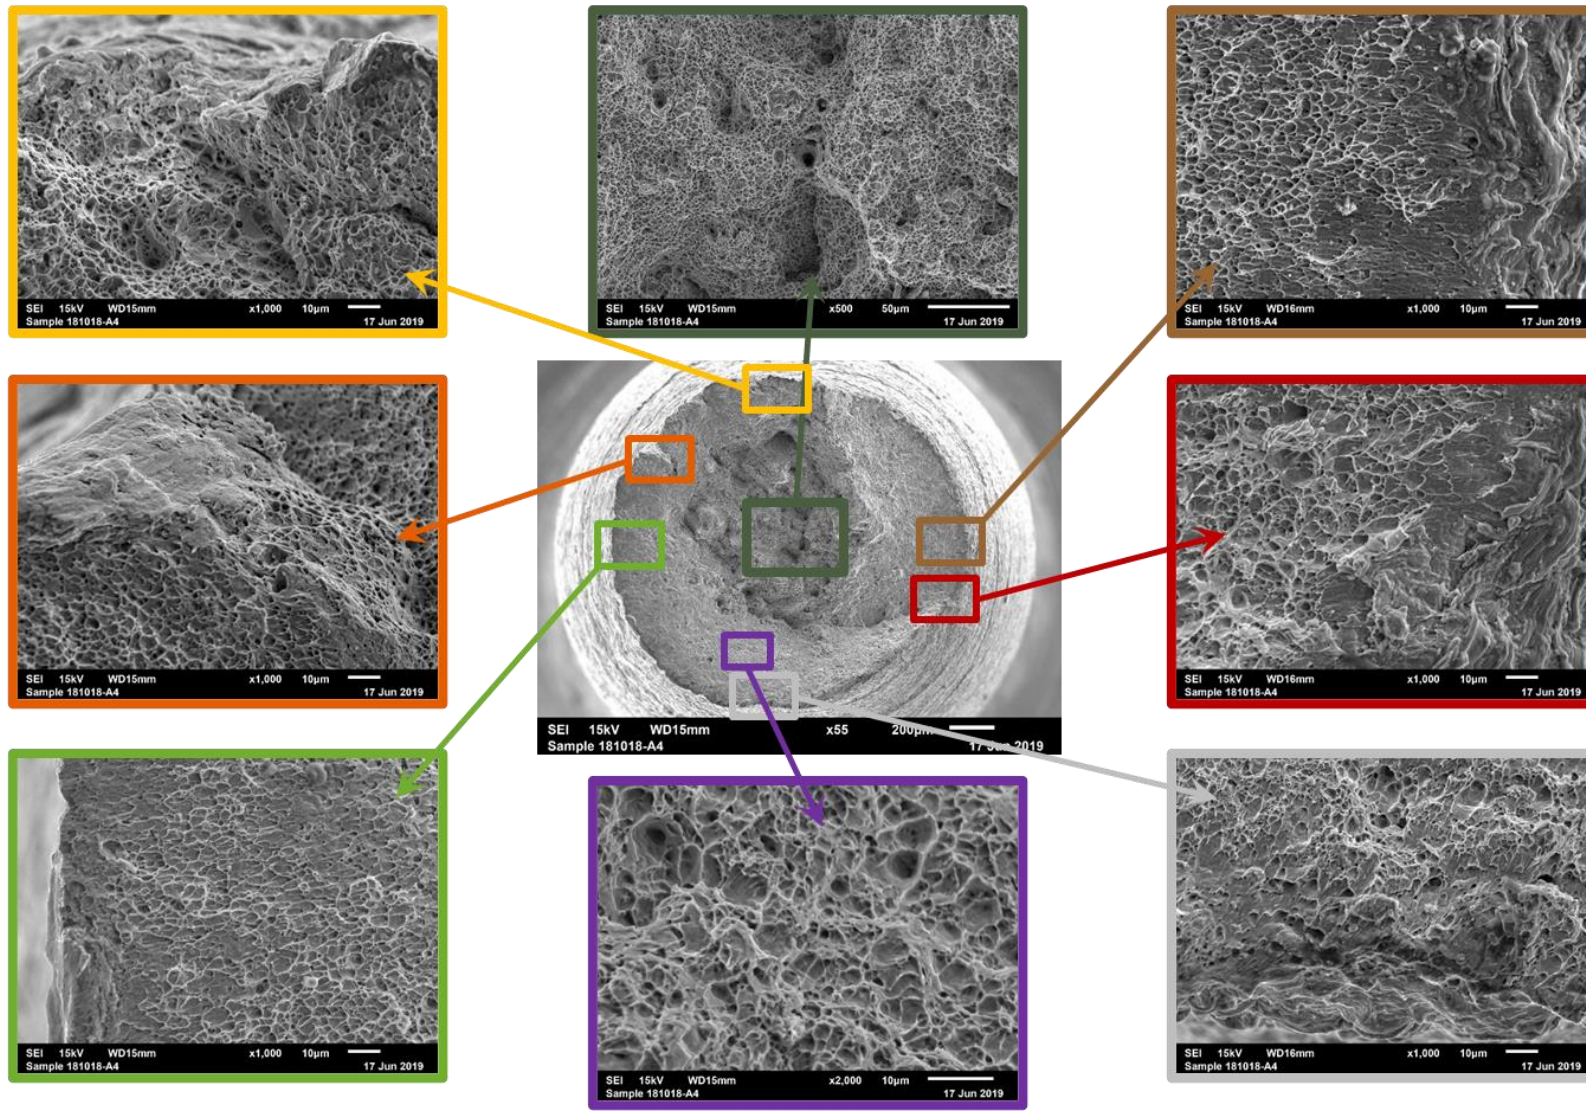 SEI 15kV WD15mm x1,000 10µm
Sample 181018-A4 17 Jun 2019
SEI 15kV WD15mm x500 50µm
Sample 181018-A4 17 Jun 2019
SEI 15kV WD16mm x1,000 10µm
Sample 181018-A4 17 Jun 2019
SEI 15kV WD15mm x1,000 10µm
Sample 181018-A4 17 Jun 2019
SEI 15kV WD15mm x55 200µm
Sample 181018-A4 17 Jun 2019
SEI 15kV WD16mm x1,000 10µm
Sample 181018-A4 17 Jun 2019
SEI 15kV WD15mm x1,000 10µm
Sample 181018-A4 17 Jun 2019
SEI 15kV WD15mm x2,000 10µm
Sample 181018-A4 17 Jun 2019
SEI 15kV WD16mm x1,000 10µm
Sample 181018-A4 17 Jun 2019